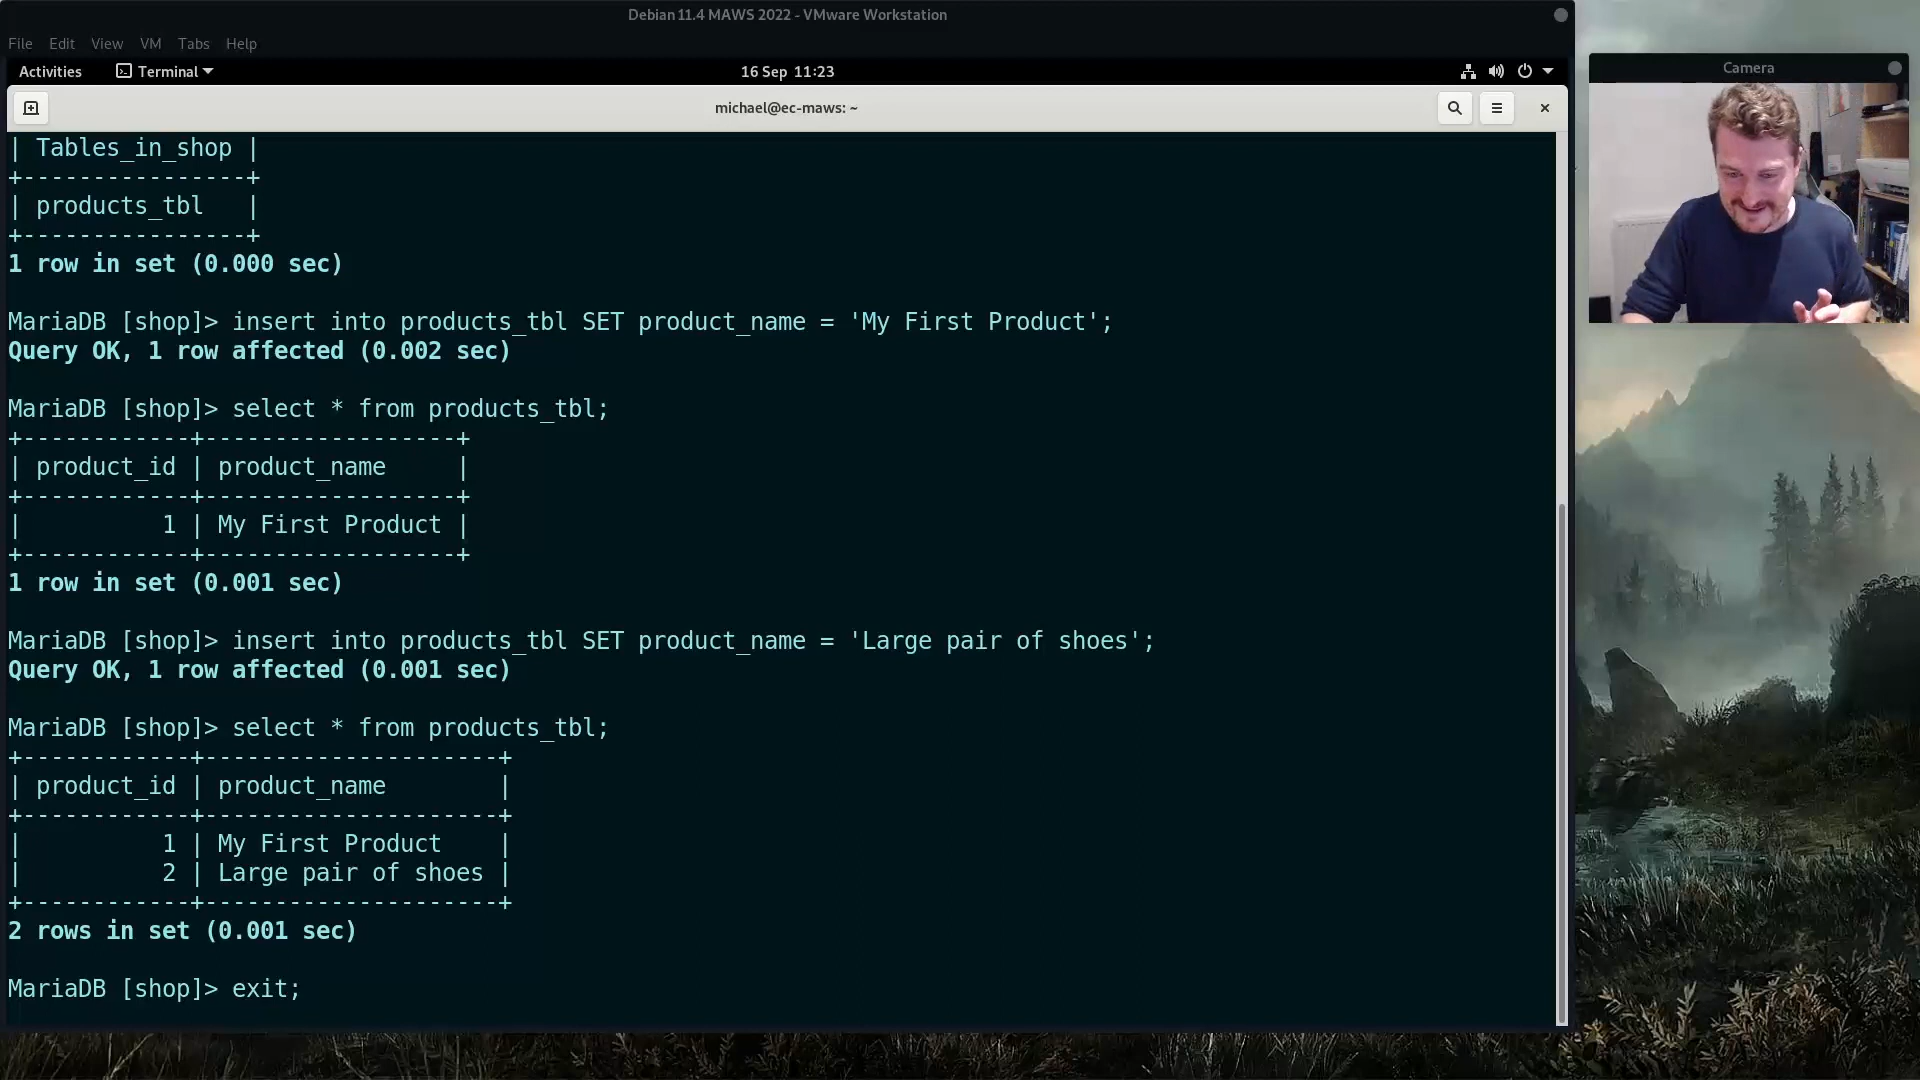 Debian 11.4 MAWS 2022 - VMware Workstation
File Edit View VM Tabs Help
Activities Terminal 16 Sep 11:23
michael@ec-maws: ~
Camera
| Tables_in_shop |
+----------------+
| products_tbl   |
+----------------+
1 row in set (0.000 sec)
MariaDB [shop]> insert into products_tbl SET product_name = 'My First Product';
Query OK, 1 row affected (0.002 sec)
MariaDB [shop]> select * from products_tbl;
+------------+------------------+
| product_id | product_name     |
+------------+------------------+
|          1 | My First Product |
+------------+------------------+
1 row in set (0.001 sec)
MariaDB [shop]> insert into products_tbl SET product_name = 'Large pair of shoes';
Query OK, 1 row affected (0.001 sec)
MariaDB [shop]> select * from products_tbl;
+------------+---------------------+
| product_id | product_name        |
+------------+---------------------+
|          1 | My First Product    |
|          2 | Large pair of shoes |
+------------+---------------------+
2 rows in set (0.001 sec)
MariaDB [shop]> exit;